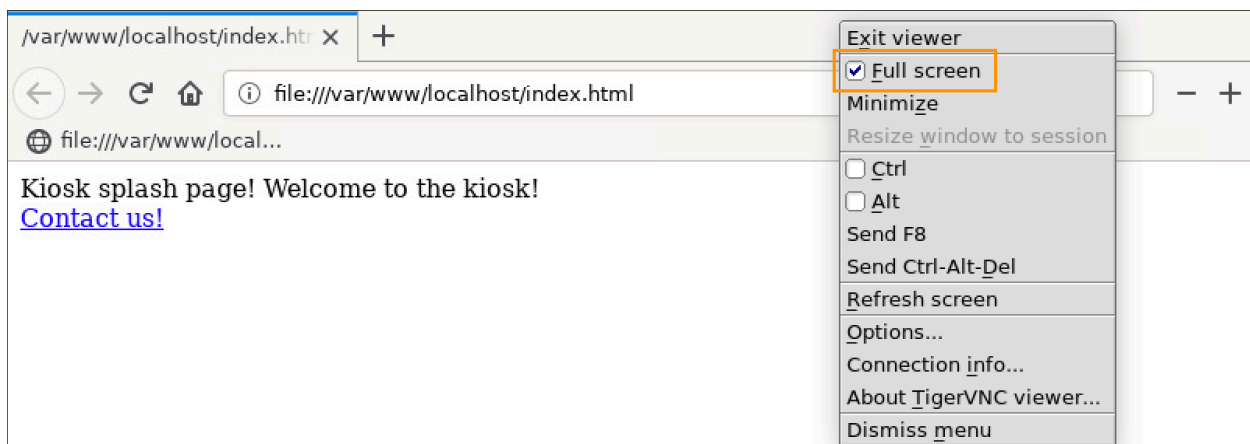 /var/www/localhost/index.htm
file:///var/www/localhost/index.html
file:///var/www/local...
Kiosk splash page! Welcome to the kiosk!
Contact us!
Exit viewer
Full screen
Minimize
Resize window to session
Ctrl
Alt
Send F8
Send Ctrl-Alt-Del
Refresh screen
Options...
Connection info...
About TigerVNC viewer...
Dismiss menu